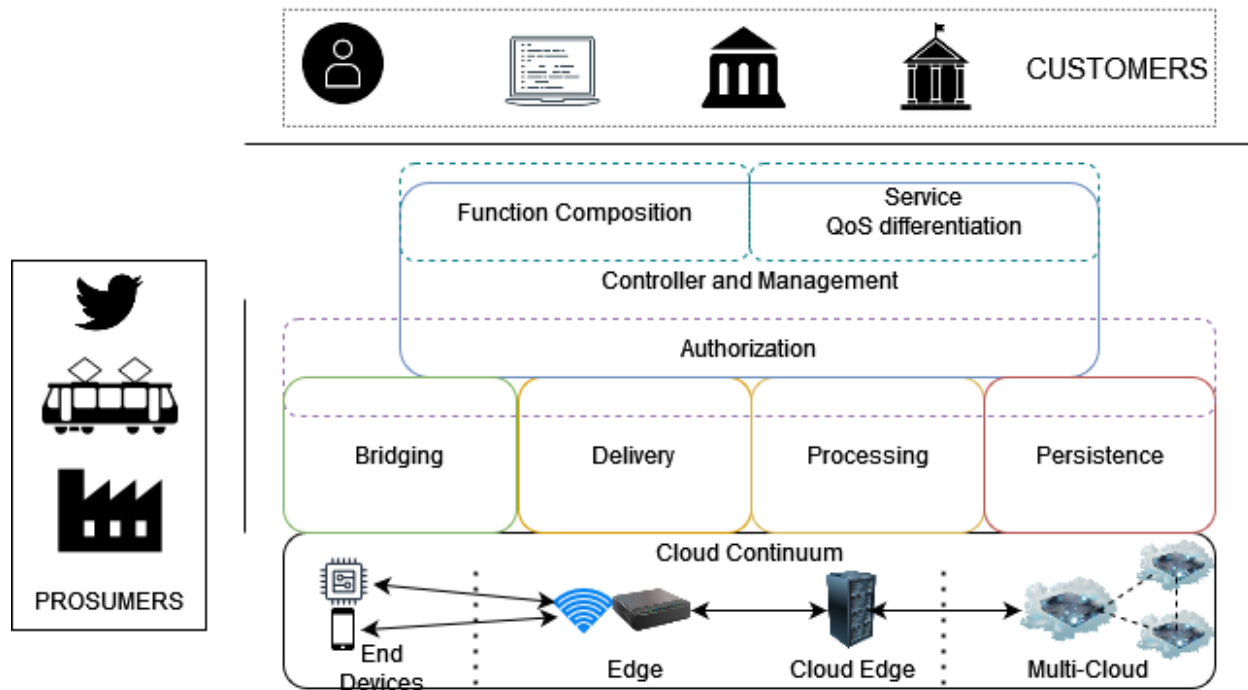 CUSTOMERS
Function Composition
Service
QoS differentiation
Controller and Management
Authorization
Bridging
Delivery
Processing
Persistence
PROSUMERS
Cloud Continuum
End
Devices
Edge
Cloud Edge
Multi-Cloud